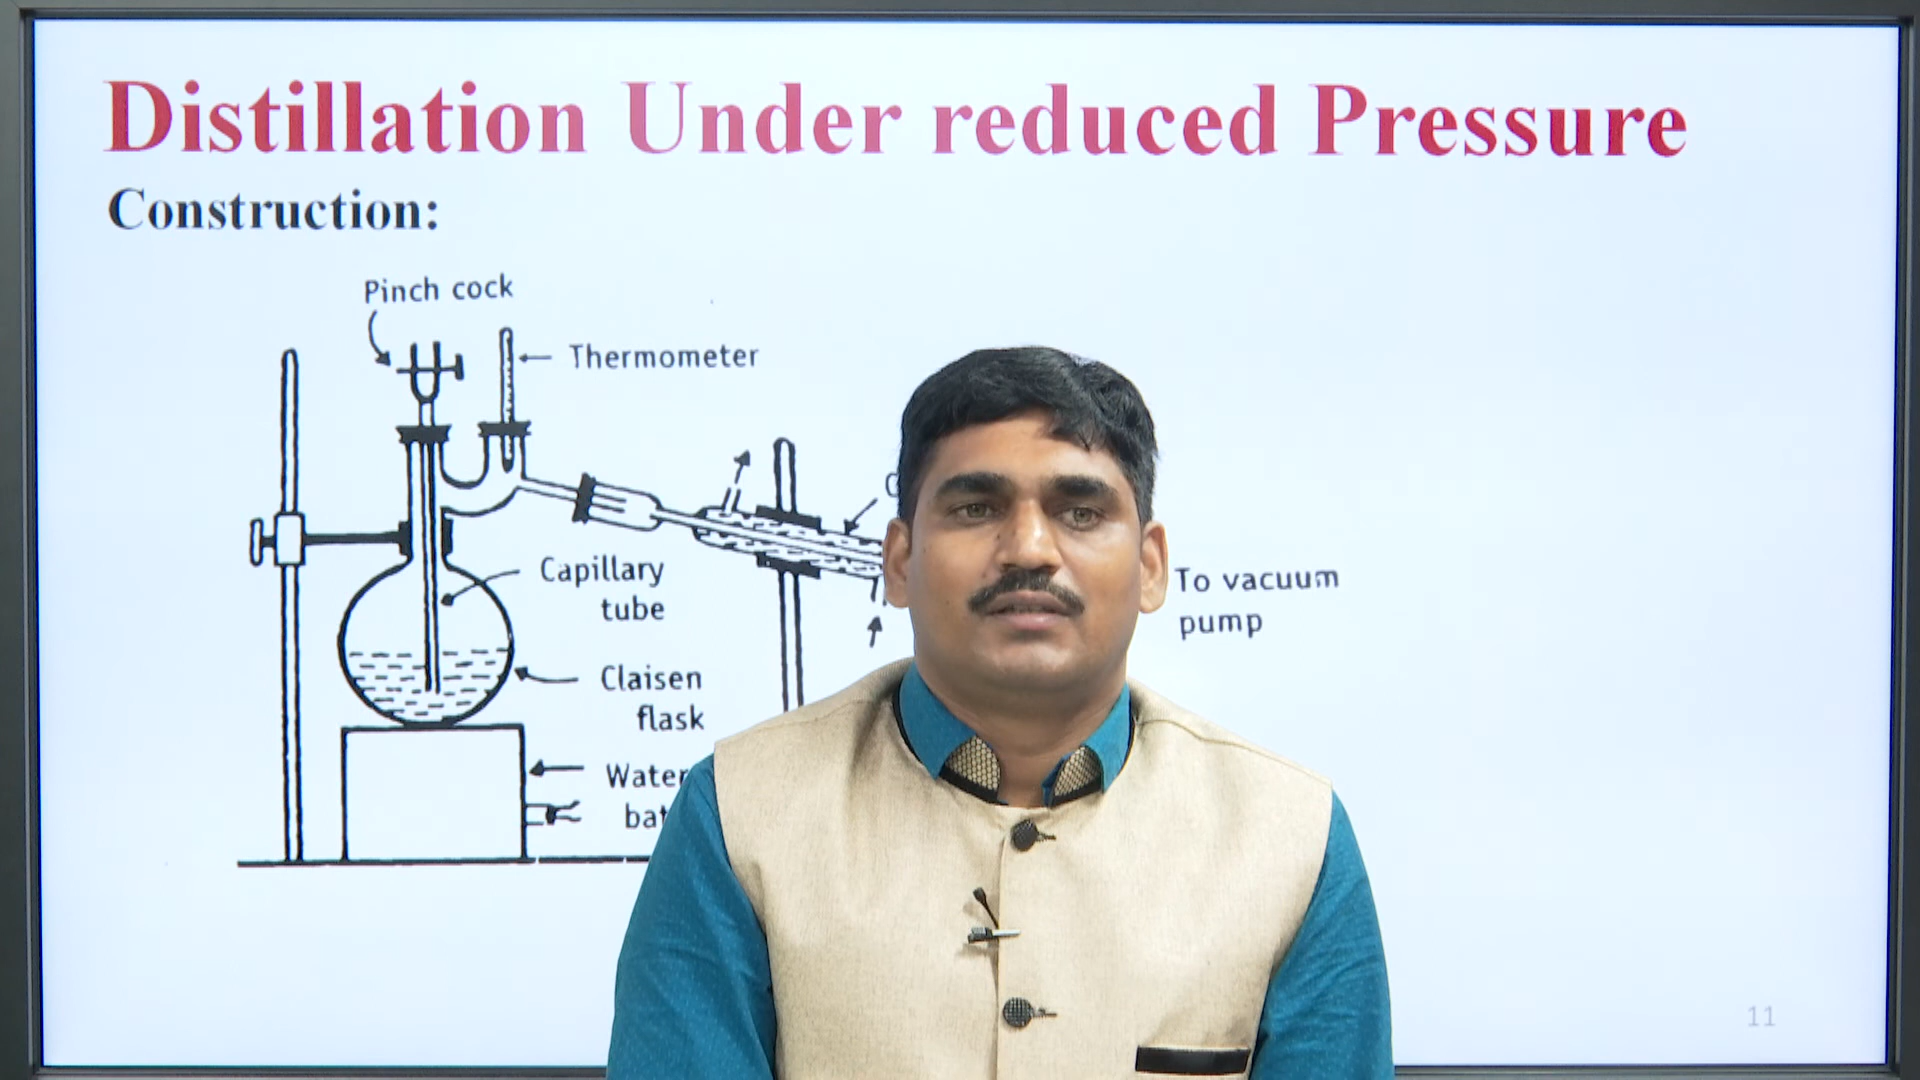 Distillation Under reduced Pressure
Construction:
Pinch cock
Thermometer
Capillary
tube
To vacuum
pump
Claisen
flask
Water
11